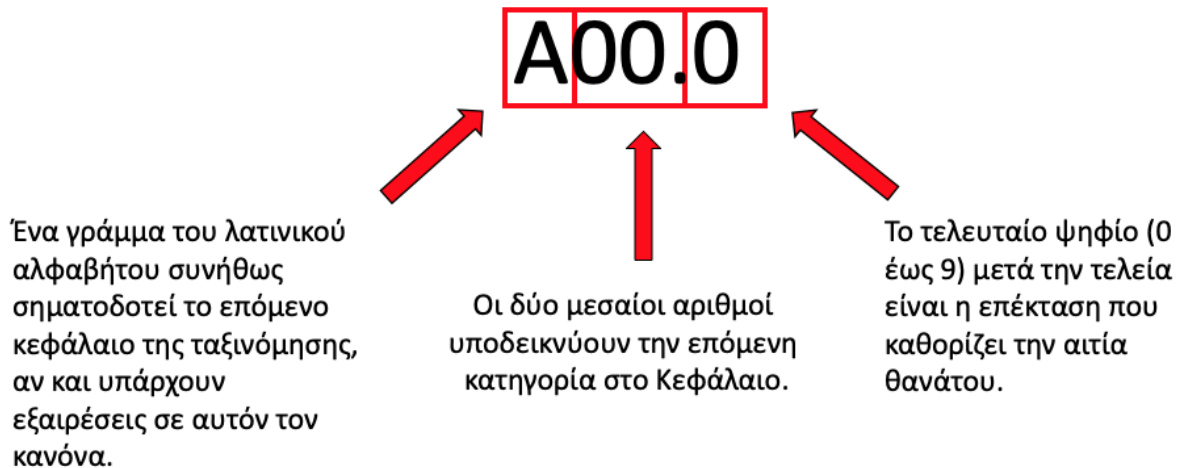 A00.0
Ένα γράμμα του λατινικού
αλφαβήτου συνήθως
σηματοδοτεί το επόμενο
κεφάλαιο της ταξινόμησης,
αν και υπάρχουν
εξαιρέσεις σε αυτόν τον
κανόνα.
Οι δύο μεσαίοι αριθμοί
υποδεικνύουν την επόμενη
κατηγορία στο Κεφάλαιο.
Το τελευταίο ψηφίο (0
έως 9) μετά την τελεία
είναι η επέκταση που
καθορίζει την αιτία
θανάτου.